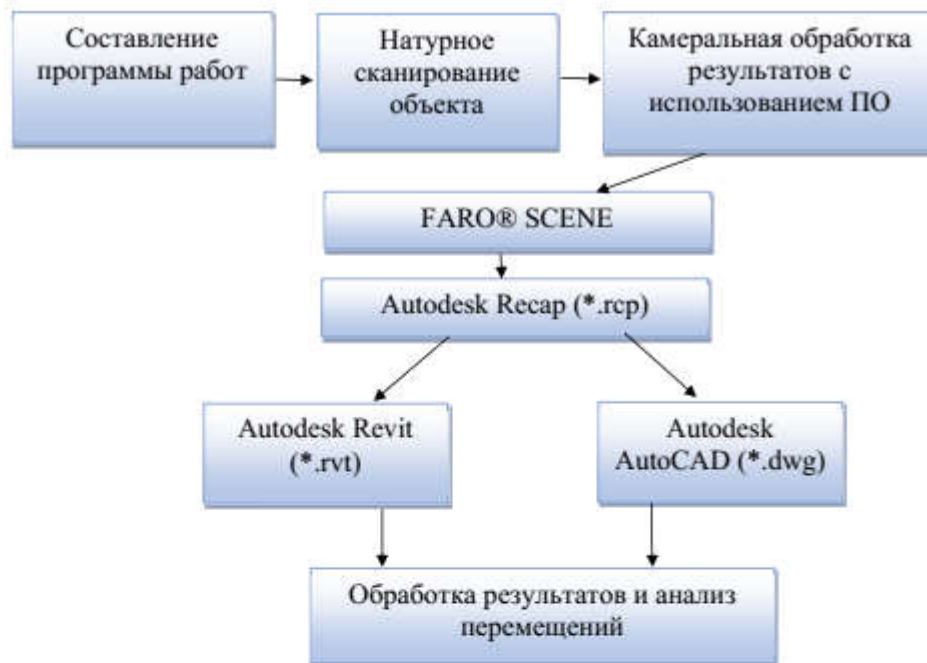 Составление
программы работ
Натурное
сканирование
объекта
Камеральная обработка
результатов с
использованием ПО
FARO® SCENE
Autodesk Recap (*.rcp)
Autodesk Revit
(*.rvt)
Autodesk
AutoCAD (*.dwg)
Обработка результатов и анализ
перемещений